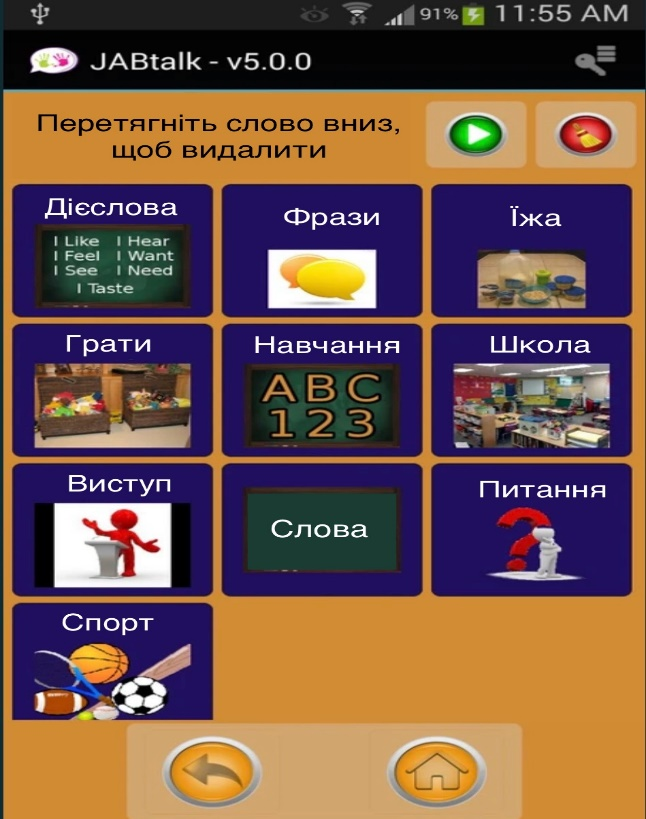 91% 11:55 AM
JABtalk - v5.0.0
Перетягніть слово вниз,
щоб видалити
Дієслова
I Like I Hear
I Feel I Want
I See I Need
I Taste
Фрази
Їжа
Грати
Навчання
ABC
123
Школа
Виступ
Слова
Питання
Спорт